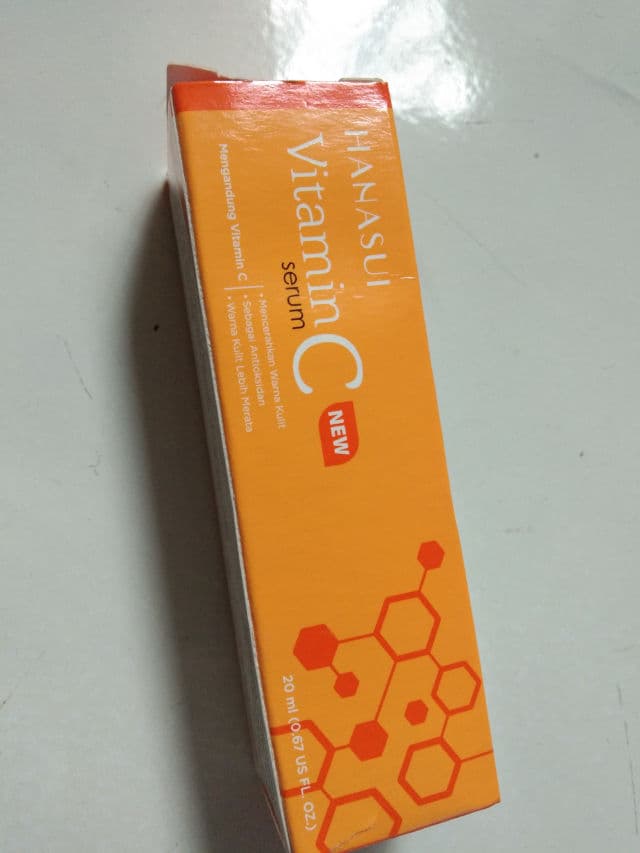 HANASUI
Vitamin C
serum
NEW
Mengandung Vitamin C
• Mencerahkan Warna Kulit
• Sebagai Antioksidan
• Warna Kulit Lebih Merata
20 ml (0.67 US FL. OZ.)